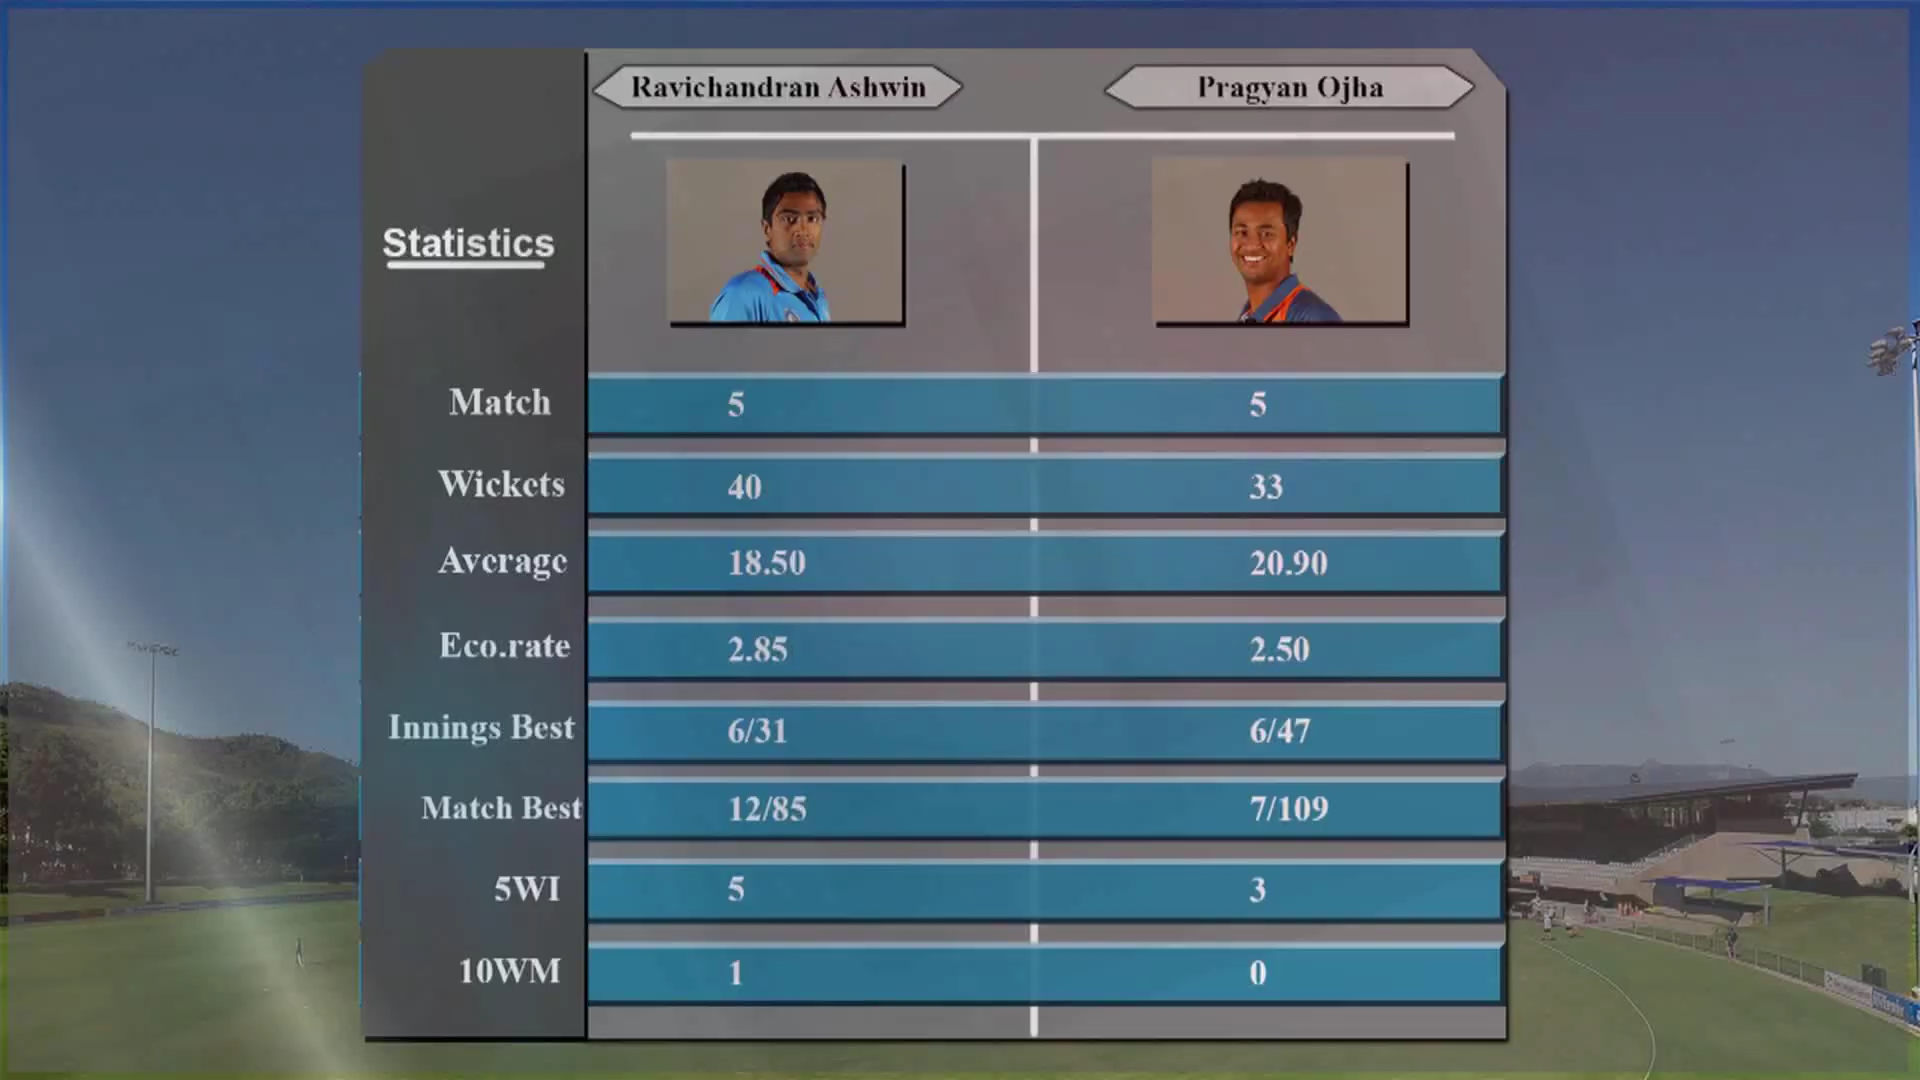 Ravichandran Ashwin Pragyan Ojha
Statistics
Match 5 5
Wickets 40 33
Average 18.50 20.90
Eco.rate 2.85 2.50
Innings Best 6/31 6/47
Match Best 12/85 7/109
5WI 5 3
10WM 1 0